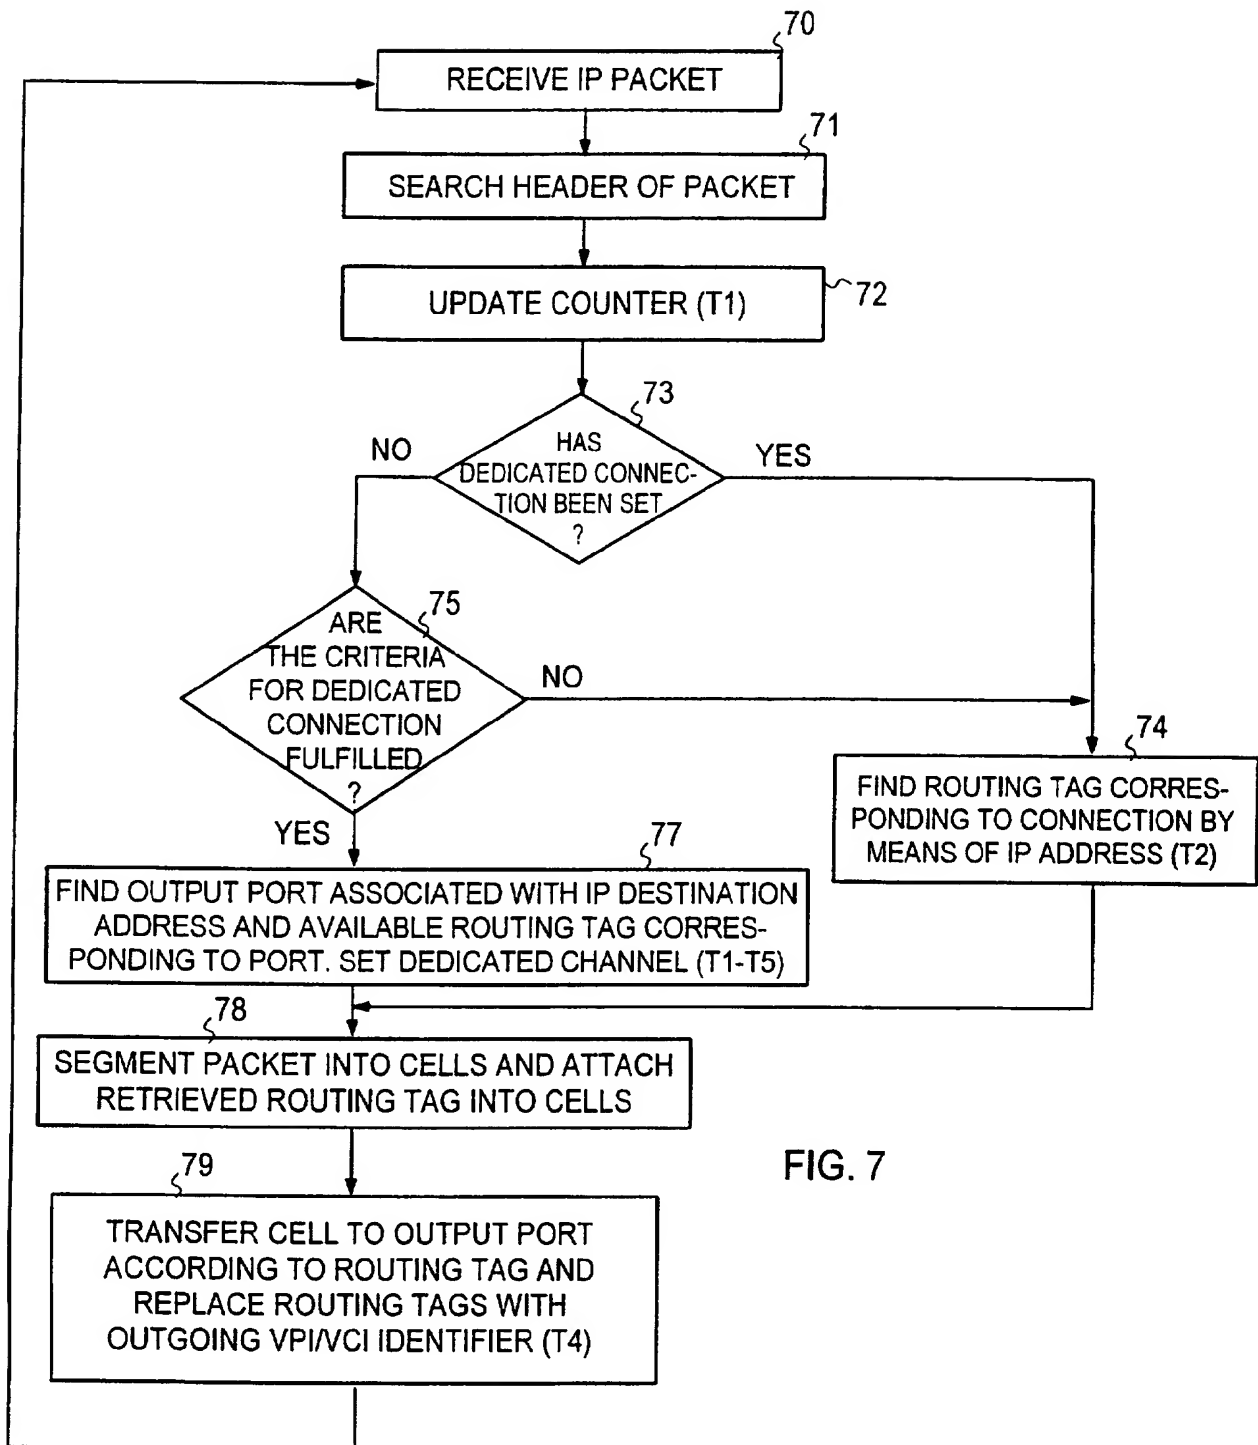 70
RECEIVE IP PACKET
71
SEARCH HEADER OF PACKET
UPDATE COUNTER (T1)
72
73
NO
HAS
DEDICATED CONNEC-
TION BEEN SET
?
YES
75
ARE
THE CRITERIA
FOR DEDICATED
CONNECTION
FULFILLED
?
NO
YES
74
FIND ROUTING TAG CORRES-
PONDING TO CONNECTION BY
MEANS OF IP ADDRESS (T2)
77
FIND OUTPUT PORT ASSOCIATED WITH IP DESTINATION
ADDRESS AND AVAILABLE ROUTING TAG CORRES-
PONDING TO PORT. SET DEDICATED CHANNEL (T1-T5)
78
SEGMENT PACKET INTO CELLS AND ATTACH
RETRIEVED ROUTING TAG INTO CELLS
79
TRANSFER CELL TO OUTPUT PORT
ACCORDING TO ROUTING TAG AND
REPLACE ROUTING TAGS WITH
OUTGOING VPI/VCI IDENTIFIER (T4)
FIG. 7